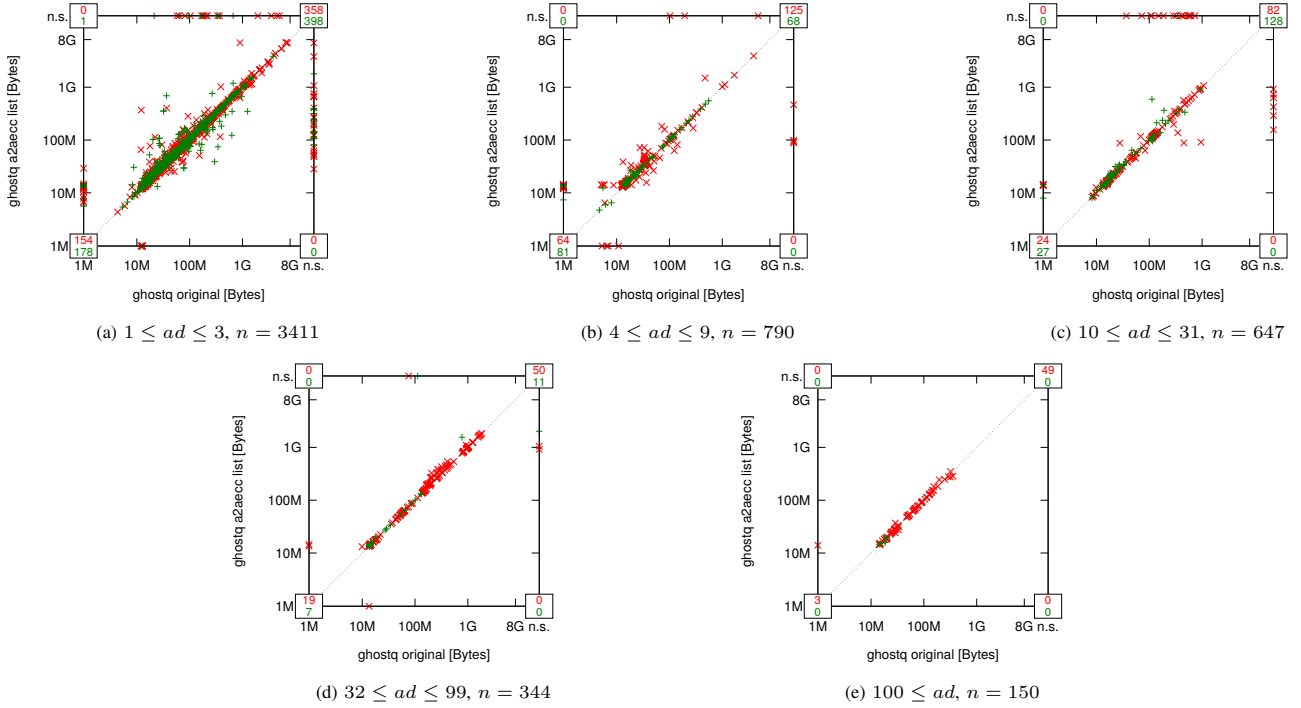 n.s.
8G
1G
100M
10M
1M
ghostq a2aecc list [Bytes]
0
1
358
398
154
178
0
0
1M 10M 100M 1G 8G n.s.
ghostq original [Bytes]
(a) 1 ≤ ad ≤ 3, n = 3411
n.s.
8G
1G
100M
10M
1M
ghostq a2aecc list [Bytes]
0
0
125
68
64
81
0
0
1M 10M 100M 1G 8G n.s.
ghostq original [Bytes]
(b) 4 ≤ ad ≤ 9, n = 790
n.s.
8G
1G
100M
10M
1M
ghostq a2aecc list [Bytes]
0
0
82
128
24
27
0
0
1M 10M 100M 1G 8G n.s.
ghostq original [Bytes]
(c) 10 ≤ ad ≤ 31, n = 647
n.s.
8G
1G
100M
10M
1M
ghostq a2aecc list [Bytes]
0
0
50
11
19
7
0
0
1M 10M 100M 1G 8G n.s.
ghostq original [Bytes]
(d) 32 ≤ ad ≤ 99, n = 344
n.s.
8G
1G
100M
10M
1M
ghostq a2aecc list [Bytes]
0
0
49
0
3
0
0
0
1M 10M 100M 1G 8G n.s.
ghostq original [Bytes]
(e) 100 ≤ ad, n = 150